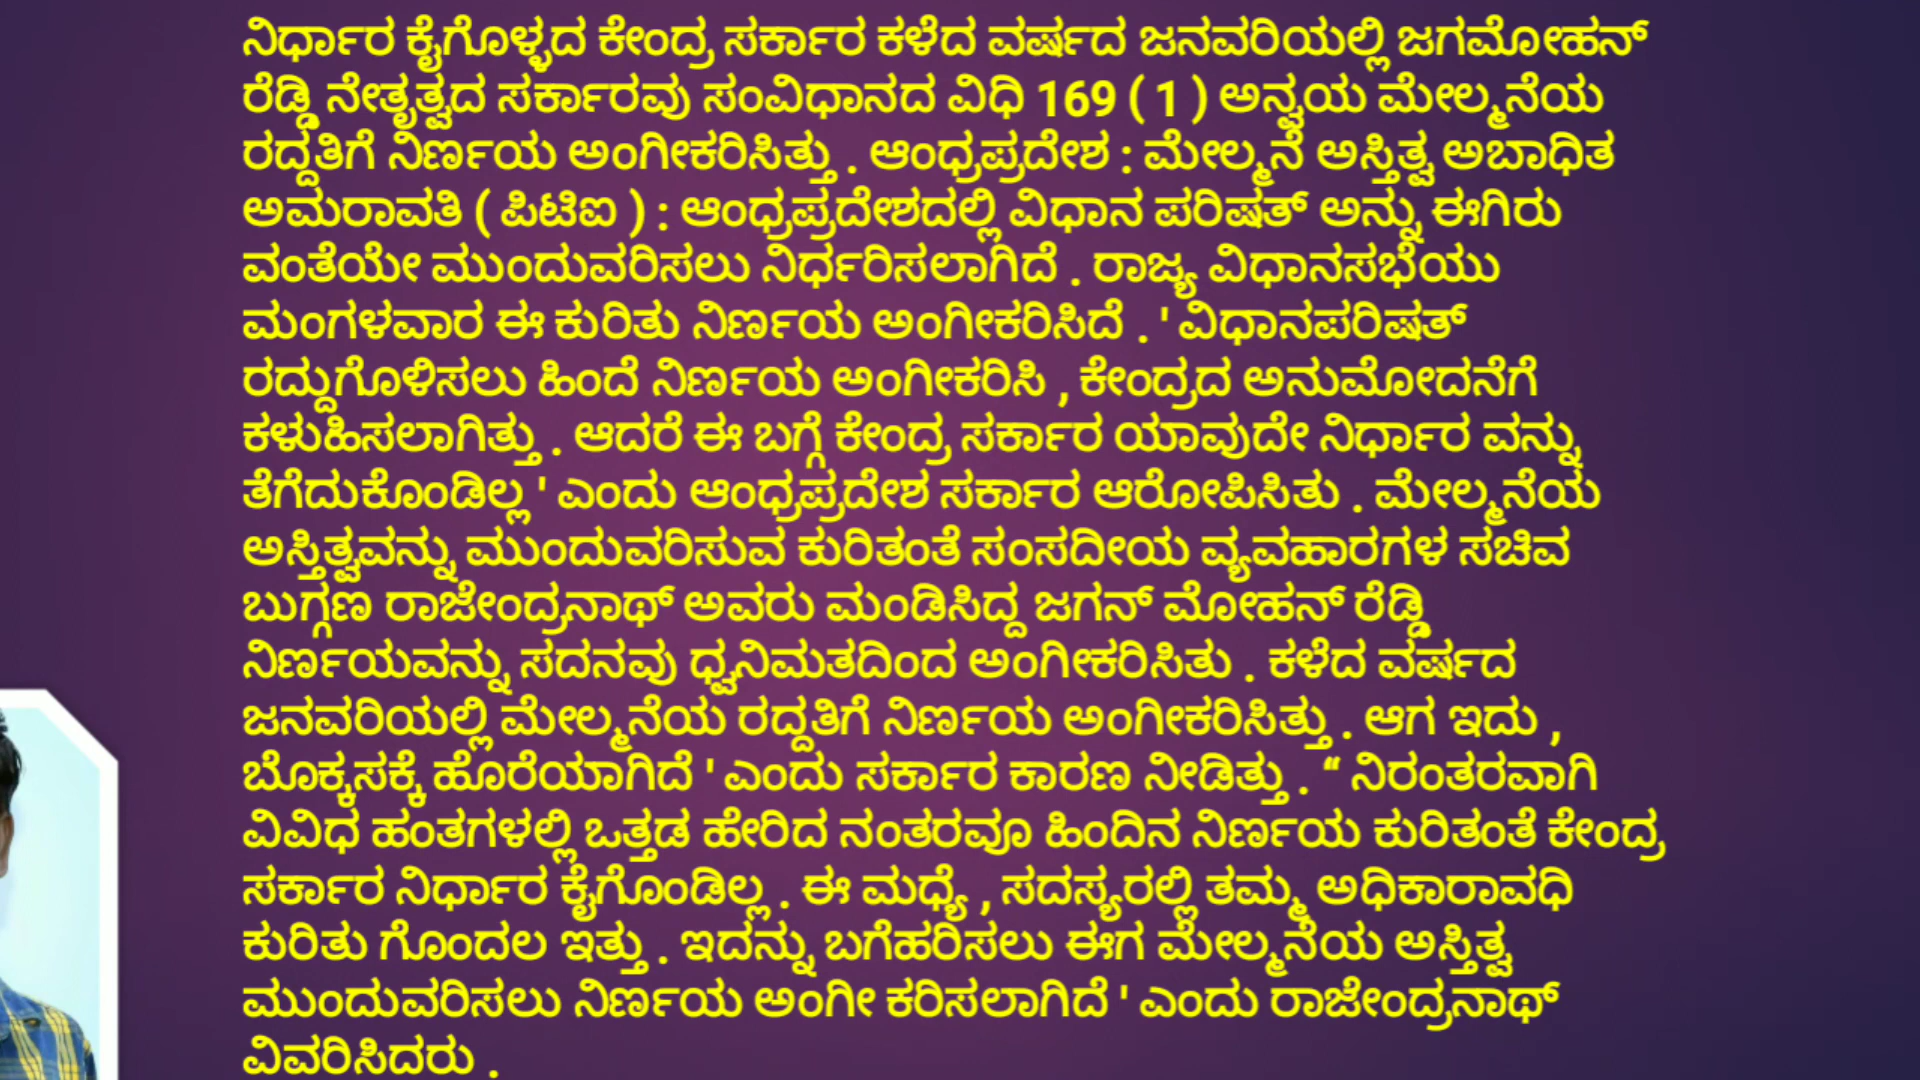 ನಿರ್ಧಾರ ಕೈಗೊಳ್ಳದ ಕೇಂದ್ರ ಸರ್ಕಾರ ಕಳೆದ ವರ್ಷದ ಜನವರಿಯಲ್ಲಿ ಜಗಮೋಹನ್
ರೆಡ್ಡಿ ನೇತೃತ್ವದ ಸರ್ಕಾರವು ಸಂವಿಧಾನದ ವಿಧಿ 169 ( 1 ) ಅನ್ವಯ ಮೇಲ್ಮನೆಯ
ರದ್ದತಿಗೆ ನಿರ್ಣಯ ಅಂಗೀಕರಿಸಿತ್ತು . ಆಂಧ್ರಪ್ರದೇಶ : ಮೇಲ್ಮನೆ ಅಸ್ತಿತ್ವ ಅಬಾಧಿತ
ಅಮರಾವತಿ ( ಪಿಟಿಐ ) : ಆಂಧ್ರಪ್ರದೇಶದಲ್ಲಿ ವಿಧಾನ ಪರಿಷತ್ ಅನ್ನು ಈಗಿರು
ವಂತೆಯೇ ಮುಂದುವರಿಸಲು ನಿರ್ಧರಿಸಲಾಗಿದೆ . ರಾಜ್ಯ ವಿಧಾನಸಭೆಯು
ಮಂಗಳವಾರ ಈ ಕುರಿತು ನಿರ್ಣಯ ಅಂಗೀಕರಿಸಿದೆ . ' ವಿಧಾನಪರಿಷತ್
ರದ್ದುಗೊಳಿಸಲು ಹಿಂದೆ ನಿರ್ಣಯ ಅಂಗೀಕರಿಸಿ , ಕೇಂದ್ರದ ಅನುಮೋದನೆಗೆ
ಕಳುಹಿಸಲಾಗಿತ್ತು . ಆದರೆ ಈ ಬಗ್ಗೆ ಕೇಂದ್ರ ಸರ್ಕಾರ ಯಾವುದೇ ನಿರ್ಧಾರ ವನ್ನು
ತೆಗೆದುಕೊಂಡಿಲ್ಲ ' ಎಂದು ಆಂಧ್ರಪ್ರದೇಶ ಸರ್ಕಾರ ಆರೋಪಿಸಿತು . ಮೇಲ್ಮನೆಯ
ಅಸ್ತಿತ್ವವನ್ನು ಮುಂದುವರಿಸುವ ಕುರಿತಂತೆ ಸಂಸದೀಯ ವ್ಯವಹಾರಗಳ ಸಚಿವ
ಬುಗ್ಗಣ ರಾಜೇಂದ್ರನಾಥ್ ಅವರು ಮಂಡಿಸಿದ್ದ ಜಗನ್ ಮೋಹನ್ ರೆಡ್ಡಿ
ನಿರ್ಣಯವನ್ನು ಸದನವು ಧ್ವನಿಮತದಿಂದ ಅಂಗೀಕರಿಸಿತು . ಕಳೆದ ವರ್ಷದ
ಜನವರಿಯಲ್ಲಿ ಮೇಲ್ಮನೆಯ ರದ್ದತಿಗೆ ನಿರ್ಣಯ ಅಂಗೀಕರಿಸಿತ್ತು . ಆಗ ಇದು ,
ಬೊಕ್ಕಸಕ್ಕೆ ಹೊರೆಯಾಗಿದೆ ' ಎಂದು ಸರ್ಕಾರ ಕಾರಣ ನೀಡಿತ್ತು . “ ನಿರಂತರವಾಗಿ
ವಿವಿಧ ಹಂತಗಳಲ್ಲಿ ಒತ್ತಡ ಹೇರಿದ ನಂತರವೂ ಹಿಂದಿನ ನಿರ್ಣಯ ಕುರಿತಂತೆ ಕೇಂದ್ರ
ಸರ್ಕಾರ ನಿರ್ಧಾರ ಕೈಗೊಂಡಿಲ್ಲ . ಈ ಮಧ್ಯೆ , ಸದಸ್ಯರಲ್ಲಿ ತಮ್ಮ ಅಧಿಕಾರಾವಧಿ
ಕುರಿತು ಗೊಂದಲ ಇತ್ತು . ಇದನ್ನು ಬಗೆಹರಿಸಲು ಈಗ ಮೇಲ್ಮನೆಯ ಅಸ್ತಿತ್ವ
ಮುಂದುವರಿಸಲು ನಿರ್ಣಯ ಅಂಗೀ ಕರಿಸಲಾಗಿದೆ ' ಎಂದು ರಾಜೇಂದ್ರನಾಥ್
ವಿವರಿಸಿದರು .